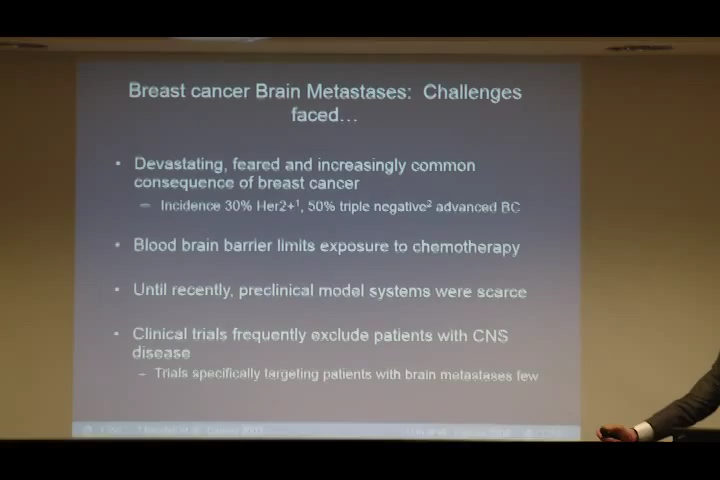 Breast cancer Brain Metastases: Challenges
faced…
• Devastating, feared and increasingly common
consequence of breast cancer
– Incidence 30% Her2+¹, 50% triple negative² advanced BC
• Blood brain barrier limits exposure to chemotherapy
• Until recently, preclinical model systems were scarce
• Clinical trials frequently exclude patients with CNS
disease
– Trials specifically targeting patients with brain metastases few